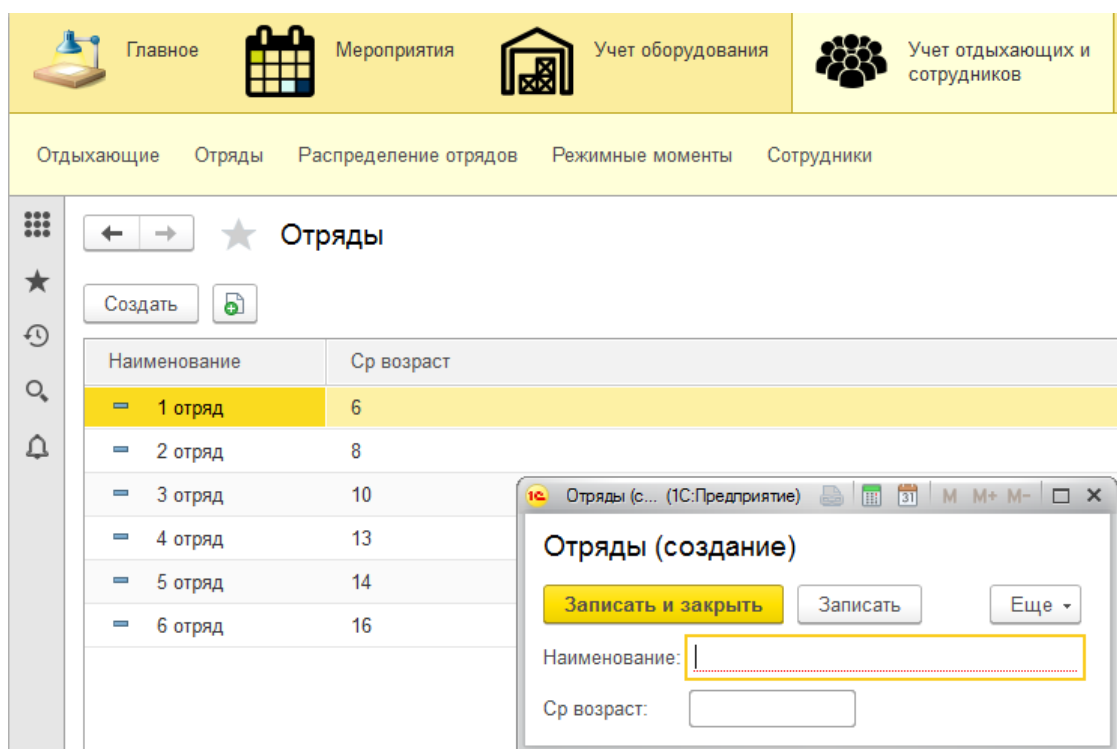 Главное
Мероприятия
Учет оборудования
Учет отдыхающих и
сотрудников
Отдыхающие Отряды Распределение отрядов Режимные моменты Сотрудники
Отряды
Создать
Наименование Ср возраст
1 отряд 6
2 отряд 8
3 отряд 10
4 отряд 13
5 отряд 14
6 отряд 16
1С Отряды (с... (1С:Предприятие) 31 M M+ M-
Отряды (создание)
Записать и закрыть Записать Еще
Наименование:
Ср возраст: